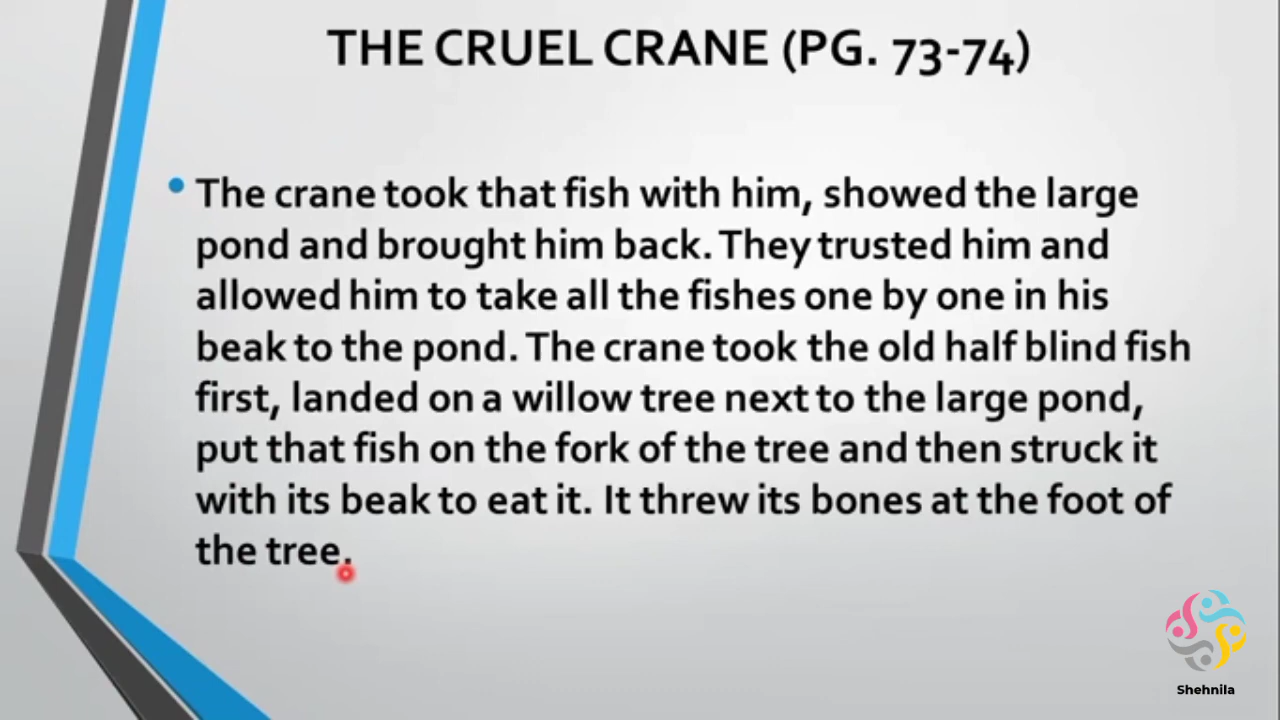 THE CRUEL CRANE (PG. 73-74)
• The crane took that fish with him, showed the large
pond and brought him back. They trusted him and
allowed him to take all the fishes one by one in his
beak to the pond. The crane took the old half blind fish
first, landed on a willow tree next to the large pond,
put that fish on the fork of the tree and then struck it
with its beak to eat it. It threw its bones at the foot of
the tree.
Shehnila